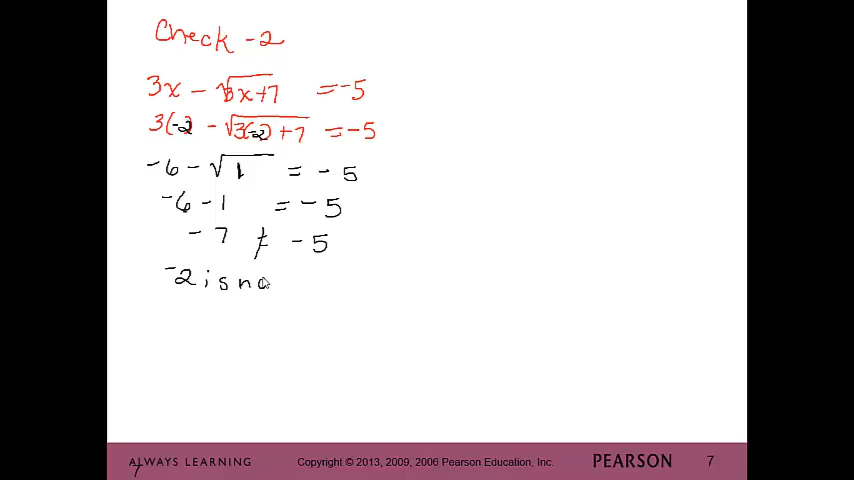 Check -2
3x - √3x+7 = -5
3(-2) - √3(-2)+7 = -5
-6 - √1 = -5
-6 - 1 = -5
-7 ≠ -5
-2 is no
ALWAYS LEARNING Copyright © 2013, 2009, 2006 Pearson Education, Inc. PEARSON 7